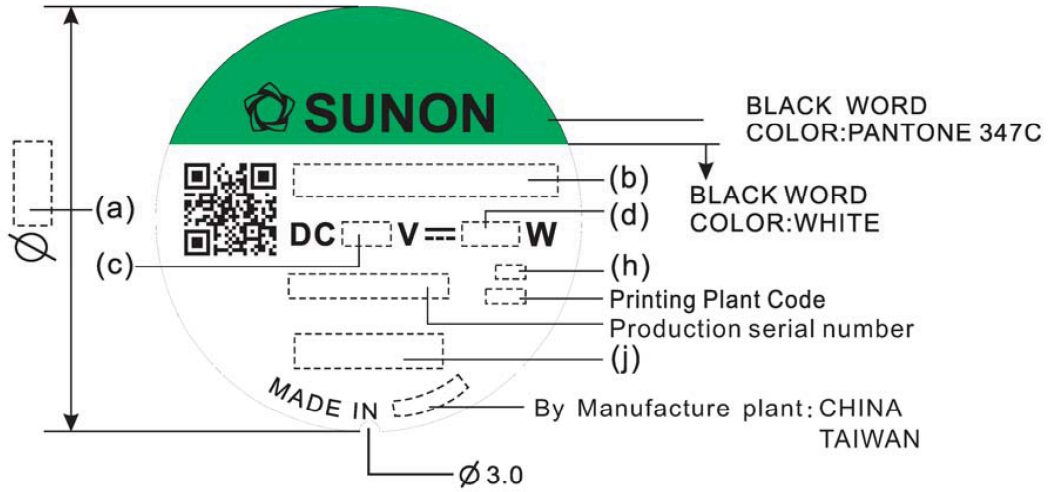 SUNON
BLACK WORD
COLOR:PANTONE 347C
(b)
BLACK WORD
COLOR:WHITE
(a)
(d)
DC V W
Ø
(c)
(h)
Printing Plant Code
Production serial number
(j)
MADE IN
By Manufacture plant: CHINA
TAIWAN
Ø 3.0